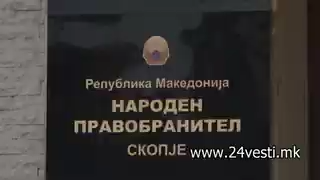 Република Македонија
НАРОДЕН
ПРАВОБРАНИТЕЛ
СКОПЈЕ
www.24vesti.mk